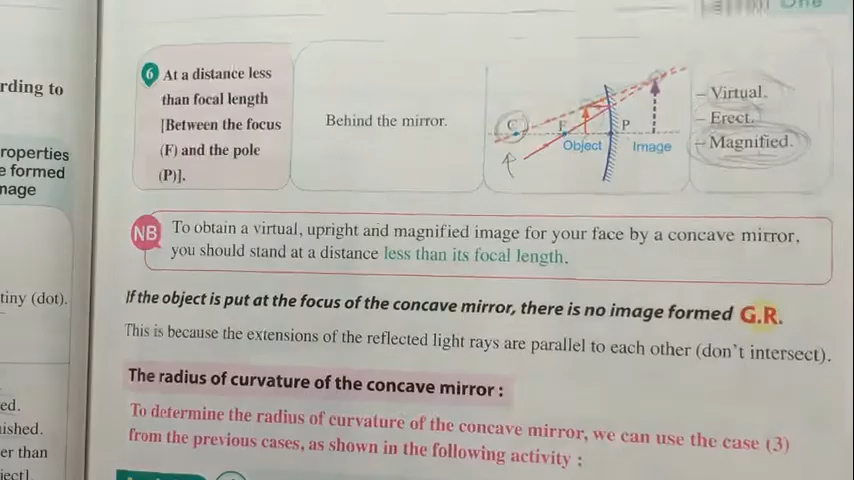 One
rding to
roperties
e formed
nage
tiny (dot).
ed.
ished.
er than
ject].
6 At a distance less
than focal length
[Between the focus
(F) and the pole
(P)].
Behind the mirror.
C
F
P
Object
Image
– Virtual.
– Erect.
– Magnified.
NB To obtain a virtual, upright and magnified image for your face by a concave mirror,
you should stand at a distance less than its focal length.
If the object is put at the focus of the concave mirror, there is no image formed G.R.
This is because the extensions of the reflected light rays are parallel to each other (don't intersect).
The radius of curvature of the concave mirror :
To determine the radius of curvature of the concave mirror, we can use the case (3)
from the previous cases, as shown in the following activity :